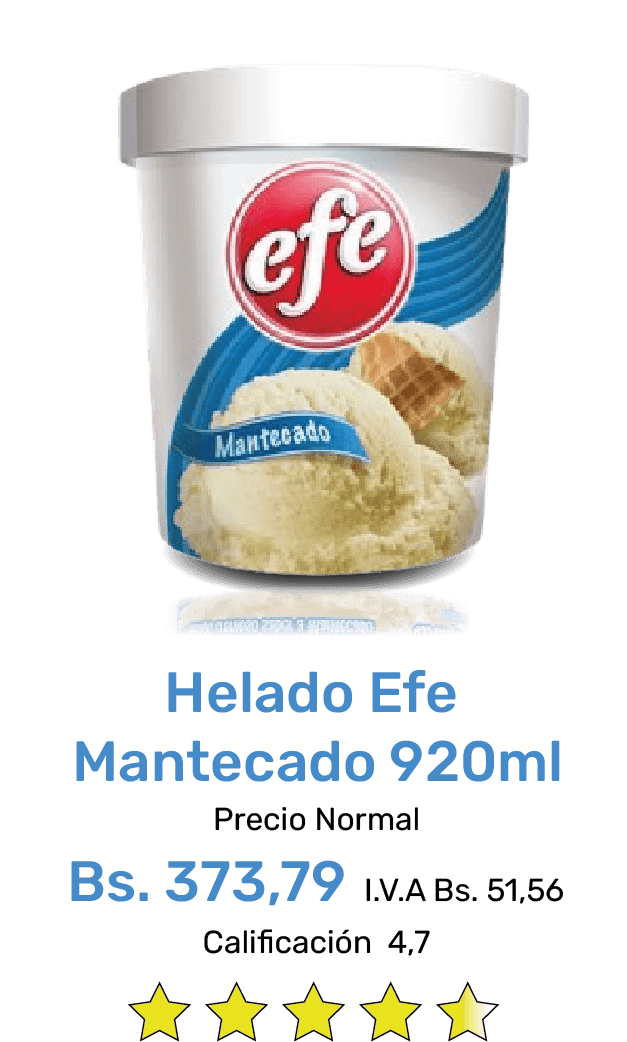 efe
Mantecado
Helado Efe
Mantecado 920ml
Precio Normal
Bs. 373,79 I.V.A Bs. 51,56
Calificación 4,7